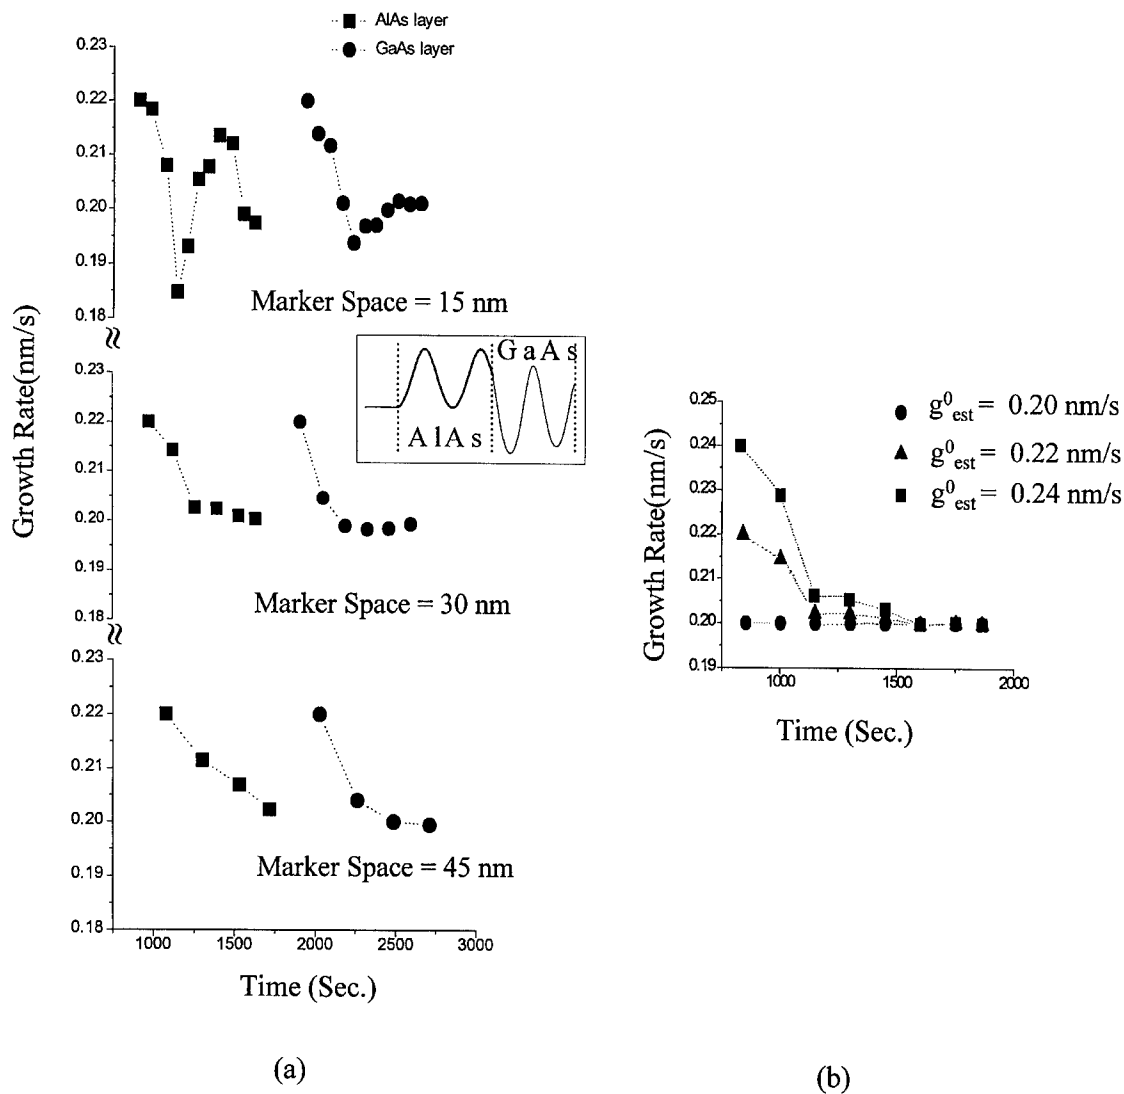 AlAs layer
GaAs layer
Growth Rate(nm/s)
0.23
0.22
0.21
0.20
0.19
0.18
Marker Space = 15 nm
GaAs
AlAs
0.23
0.22
0.21
0.20
0.19
0.18
Marker Space = 30 nm
0.23
0.22
0.21
0.20
0.19
0.18
Marker Space = 45 nm
1000 1500 2000 2500 3000
Time (Sec.)
(a)
g⁰est = 0.20 nm/s
g⁰est = 0.22 nm/s
g⁰est = 0.24 nm/s
Growth Rate(nm/s)
0.25
0.24
0.23
0.22
0.21
0.20
0.19
1000 1500 2000
Time (Sec.)
(b)